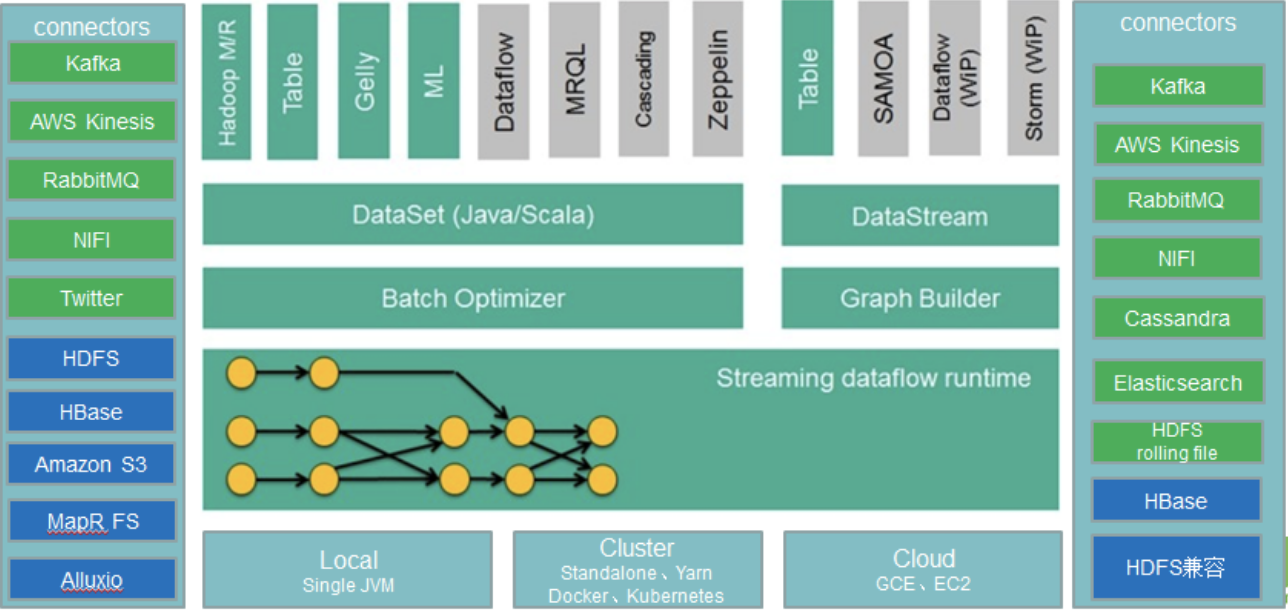 connectors
Kafka
AWS Kinesis
RabbitMQ
NIFI
Twitter
HDFS
HBase
Amazon S3
MapR FS
Alluxio
Hadoop M/R
Table
Gelly
ML
Dataflow
MRQL
Cascading
Zeppelin
Table
SAMOA
Dataflow
(WiP)
Storm (WiP)
DataSet (Java/Scala)
DataStream
Batch Optimizer
Graph Builder
Streaming dataflow runtime
Local
Single JVM
Cluster
Standalone、Yarn
Docker、Kubernetes
Cloud
GCE、EC2
connectors
Kafka
AWS Kinesis
RabbitMQ
NIFI
Cassandra
Elasticsearch
HDFS
rolling file
HBase
HDFS兼容